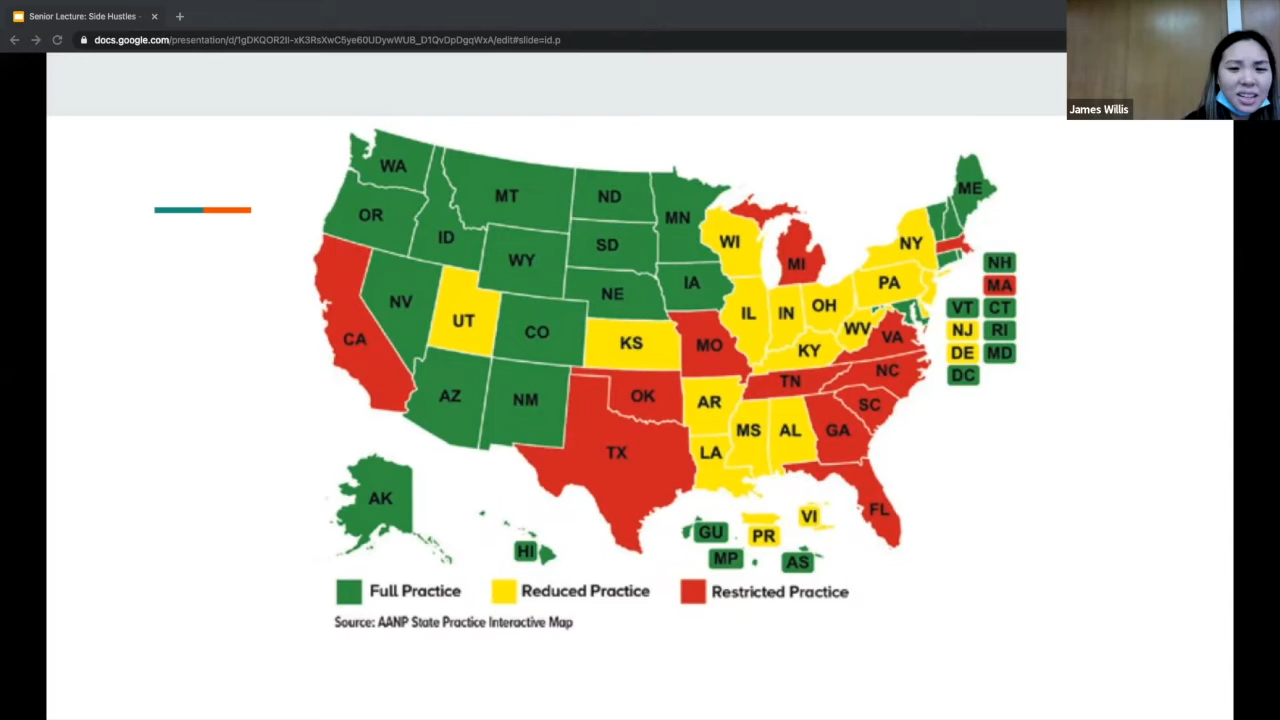 Senior Lecture: Side Hustles
docs.google.com/presentation/d/1gDKQOR2II-xK3RsXwC5ye60UDywWUB_D1QvDpDgqWxA/edit#slide=id.p
James Willis
WA
MT
ND
MN
ME
OR
ID
SD
WI
NY
WY
MI
NH
IA
PA
MA
NV
NE
IL
IN
OH
VT
CT
UT
CO
KS
WV
NJ
RI
CA
MO
KY
VA
DE
MD
NC
DC
AZ
NM
OK
TN
AR
SC
TX
LA
MS
AL
GA
AK
FL
HI
GU
PR
VI
MP
AS
Full Practice
Reduced Practice
Restricted Practice
Source: AANP State Practice Interactive Map